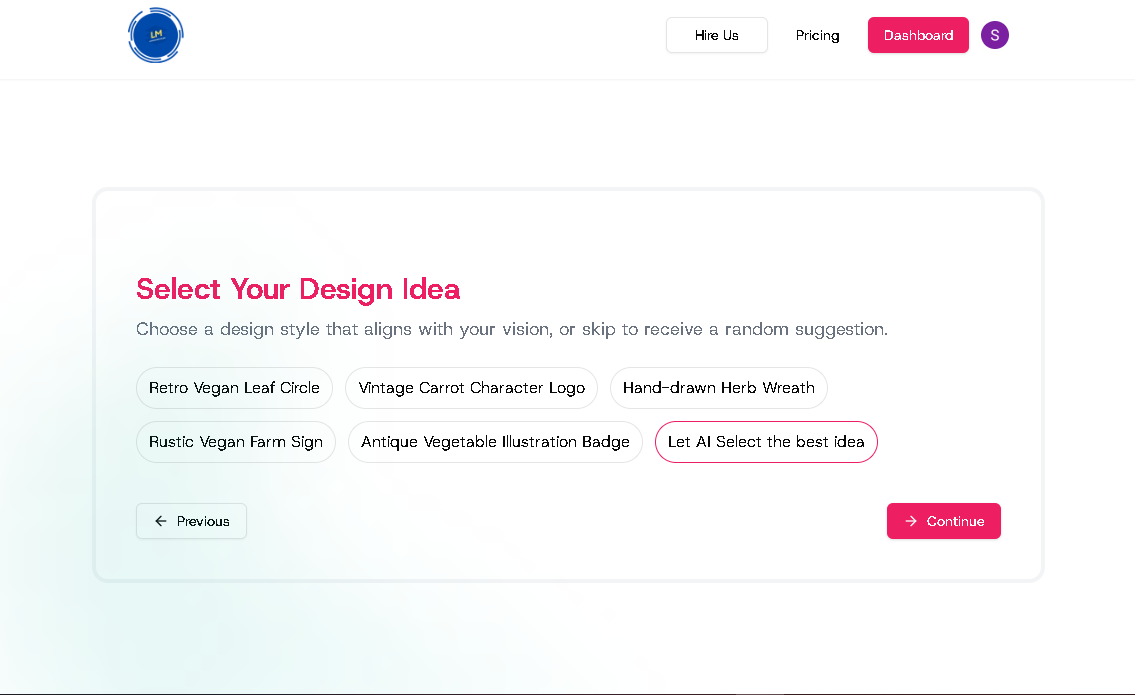 LM
Hire Us
Pricing
Dashboard
S
Select Your Design Idea
Choose a design style that aligns with your vision, or skip to receive a random suggestion.
Retro Vegan Leaf Circle
Vintage Carrot Character Logo
Hand-drawn Herb Wreath
Rustic Vegan Farm Sign
Antique Vegetable Illustration Badge
Let AI Select the best idea
Previous
Continue